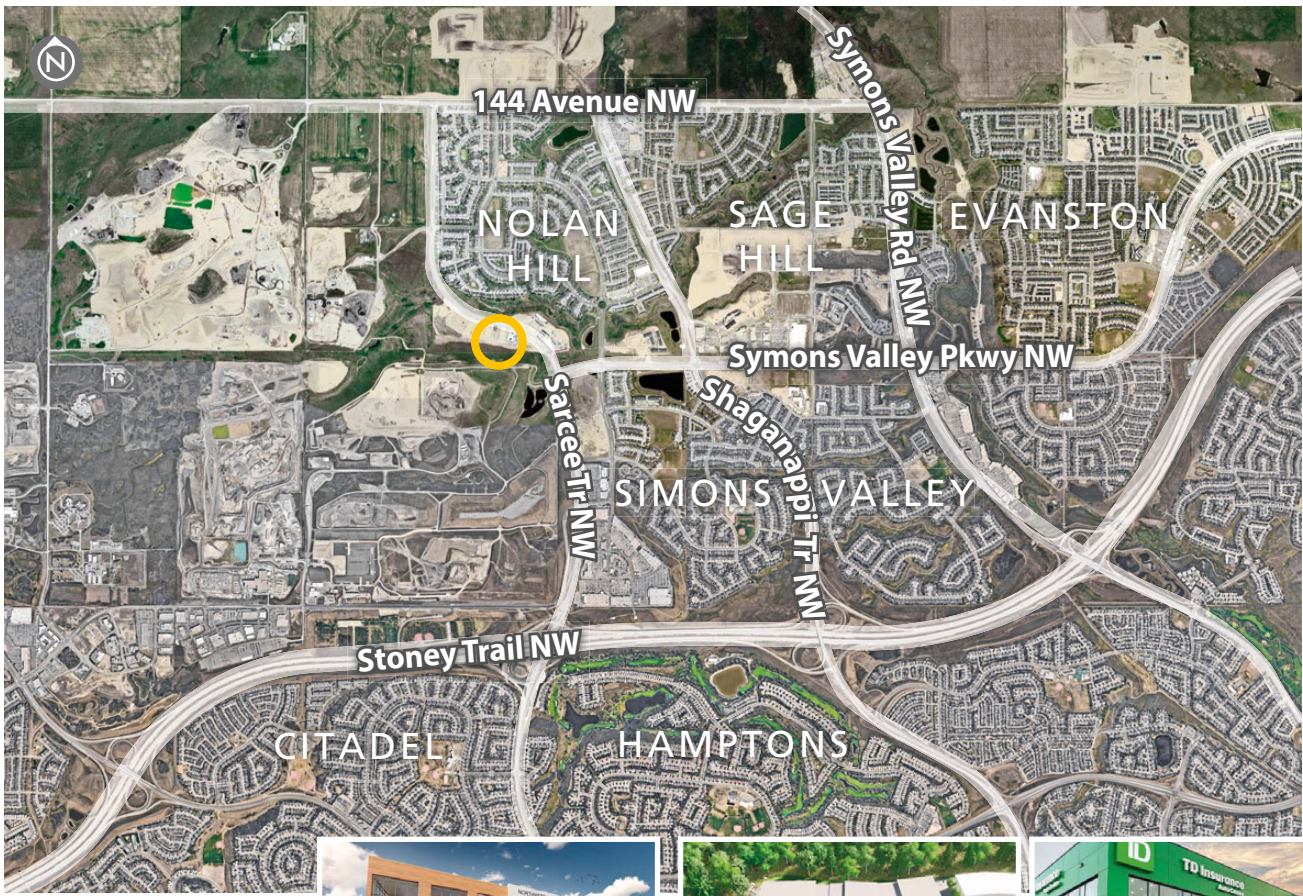 N
144 Avenue NW
Symons Valley Rd NW
NOLAN
HILL
SAGE
HILL
EVANSTON
Symons Valley Pkwy NW
Sarcee Tr NW
Shaganappi Tr NW
SIMONS VALLEY
Stoney Trail NW
CITADEL
HAMPTONS
TD
TD Insurance